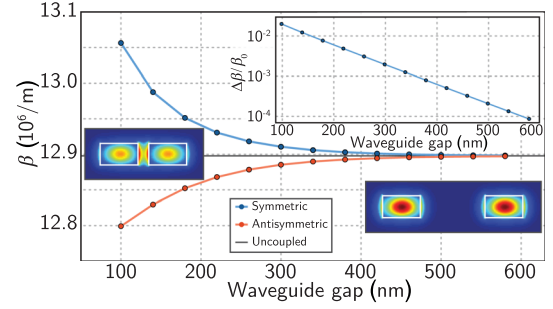 13.1
13.0
12.9
12.8
β (10⁶/m)
100
200
300
400
500
600
Waveguide gap (nm)
10⁻²
10⁻³
10⁻⁴
Δβ/β₀
100
200
300
400
500
Waveguide gap (nm)
Symmetric
Antisymmetric
Uncoupled